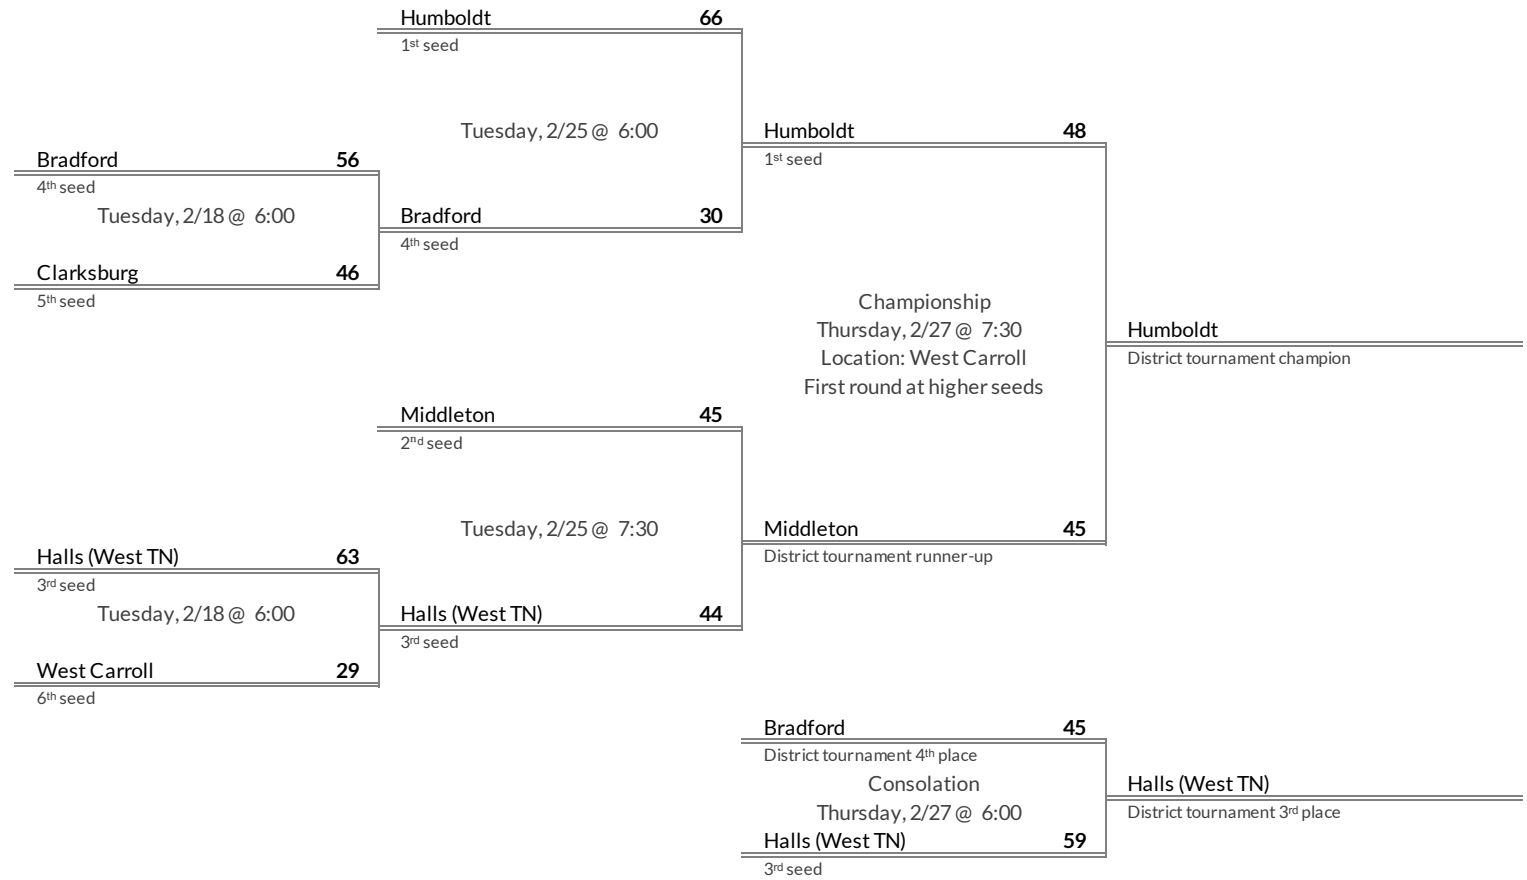 Humboldt 66
1st seed
Tuesday, 2/25 @ 6:00
Bradford 30
4th seed
Bradford 56
4th seed
Tuesday, 2/18 @ 6:00
Clarksburg 46
5th seed
Humboldt 48
1st seed
Championship
Thursday, 2/27 @ 7:30
Location: West Carroll
First round at higher seeds
Humboldt
District tournament champion
Middleton 45
2nd seed
Tuesday, 2/25 @ 7:30
Halls (West TN) 44
3rd seed
Middleton 45
District tournament runner-up
Halls (West TN) 63
3rd seed
Tuesday, 2/18 @ 6:00
West Carroll 29
6th seed
Bradford 45
District tournament 4th place
Consolation
Thursday, 2/27 @ 6:00
Halls (West TN) 59
3rd seed
Halls (West TN)
District tournament 3rd place